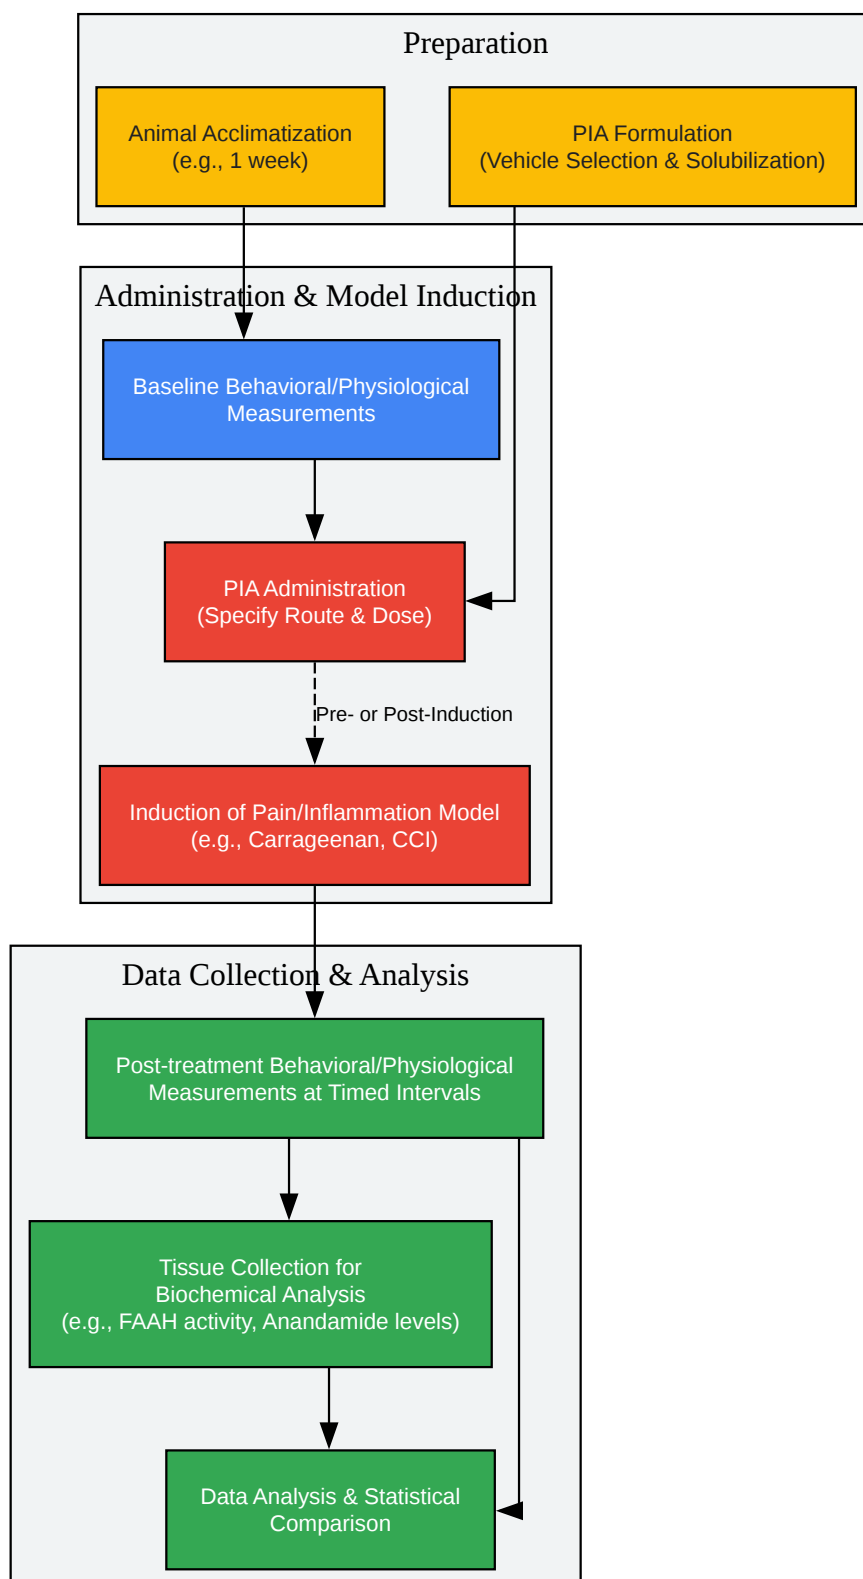 Preparation
Animal Acclimatization
(e.g., 1 week)
PIA Formulation
(Vehicle Selection & Solubilization)
Administration & Model Induction
Baseline Behavioral/Physiological
Measurements
PIA Administration
(Specify Route & Dose)
Pre- or Post-Induction
Induction of Pain/Inflammation Model
(e.g., Carrageenan, CCI)
Data Collection & Analysis
Post-treatment Behavioral/Physiological
Measurements at Timed Intervals
Tissue Collection for
Biochemical Analysis
(e.g., FAAH activity, Anandamide levels)
Data Analysis & Statistical
Comparison